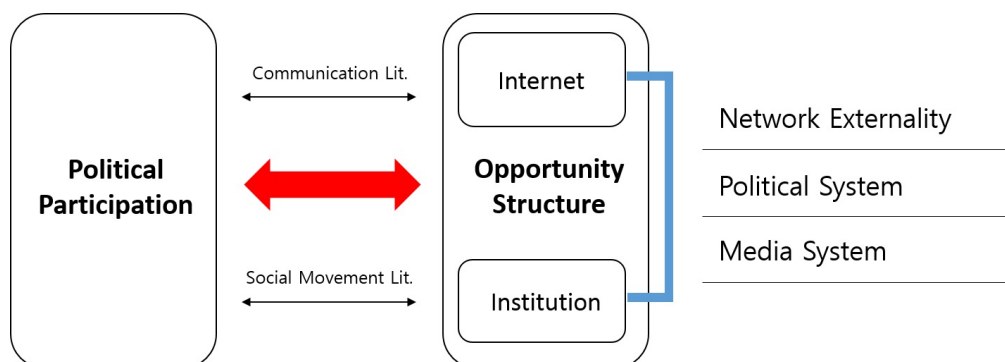 Communication Lit.
Political
Participation
Social Movement Lit.
Internet
Opportunity
Structure
Institution
Network Externality
Political System
Media System